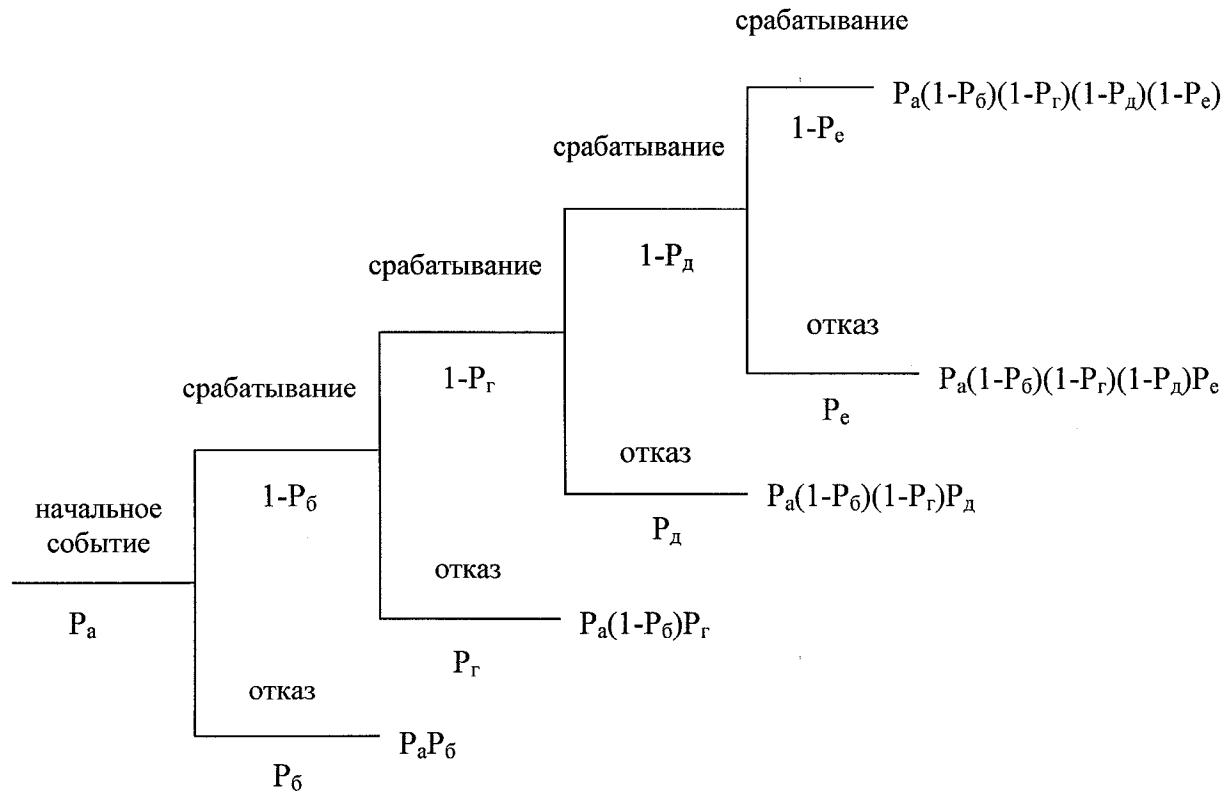 срабатывание
Pа(1-Pб)(1-Pг)(1-Pд)(1-Pе)
1-Pе
срабатывание
1-Pд
срабатывание
отказ
Pа(1-Pб)(1-Pг)(1-Pд)Pе
Pе
1-Pг
срабатывание
отказ
Pа(1-Pб)(1-Pг)Pд
Pд
1-Pб
начальное
событие
отказ
Pа
Pа(1-Pб)Pг
Pг
отказ
PаPб
Pб